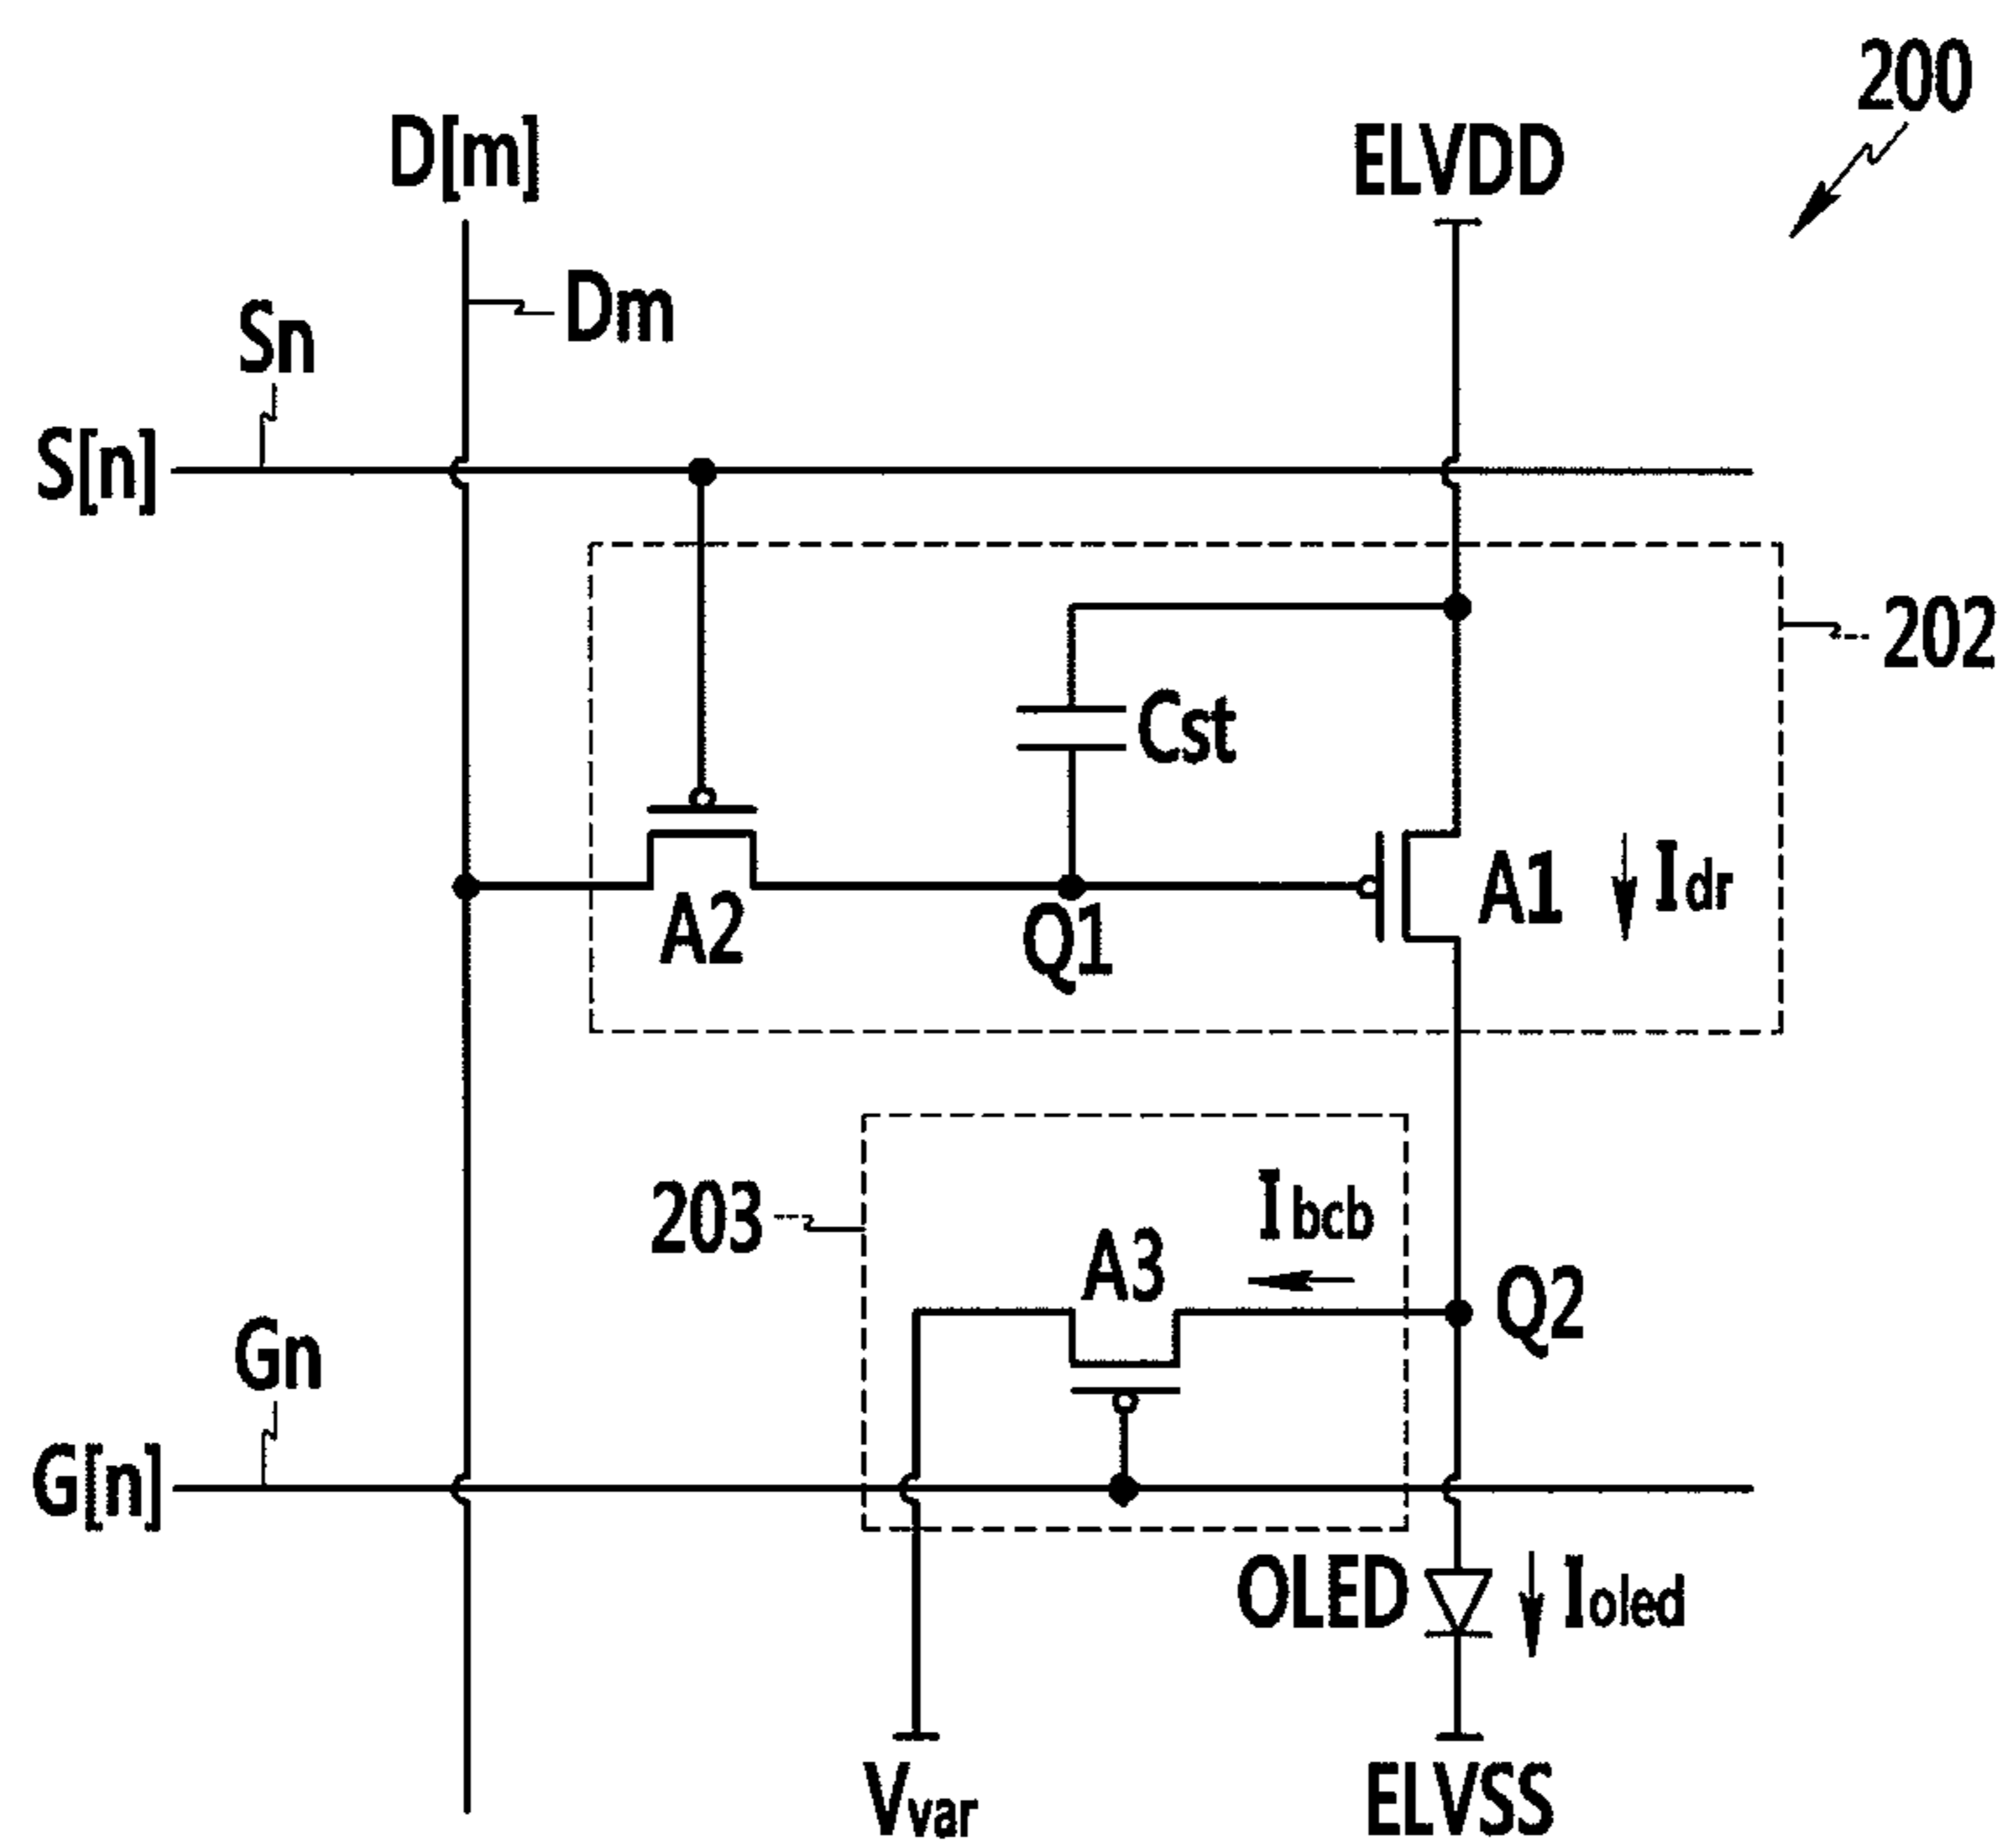 200
D[m]
ELVDD
Dm
Sn
S[n]
202
Cst
A2
Q1
A1
Idr
203
Ibcb
A3
Q2
Gn
G[n]
OLED
Ioled
Vvar
ELVSS